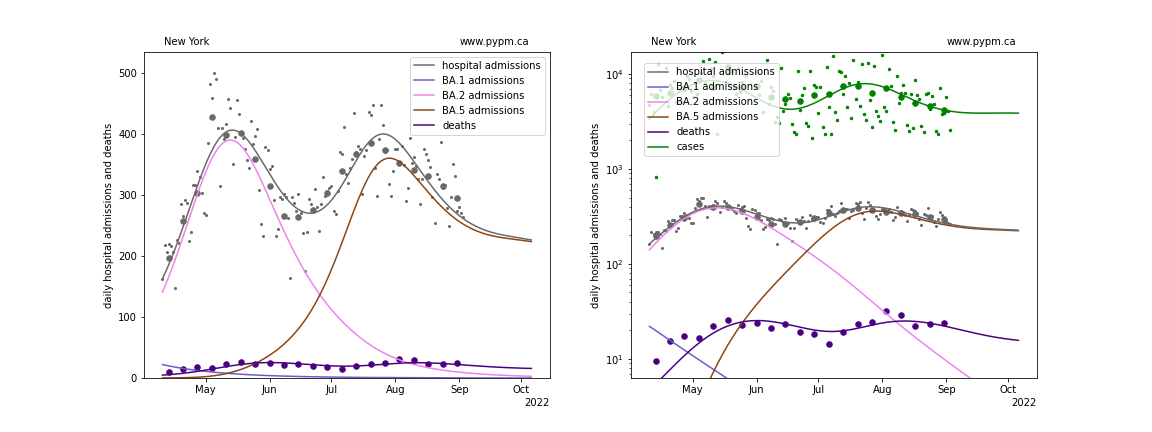 New York
www.pypm.ca
daily hospital admissions and deaths
500
400
300
200
100
0
hospital admissions
BA.1 admissions
BA.2 admissions
BA.5 admissions
deaths
May
Jun
Jul
Aug
Sep
Oct
2022
New York
www.pypm.ca
daily hospital admissions and deaths
10⁴
10³
10²
10¹
hospital admissions
BA.1 admissions
BA.2 admissions
BA.5 admissions
deaths
cases
May
Jun
Jul
Aug
Sep
Oct
2022